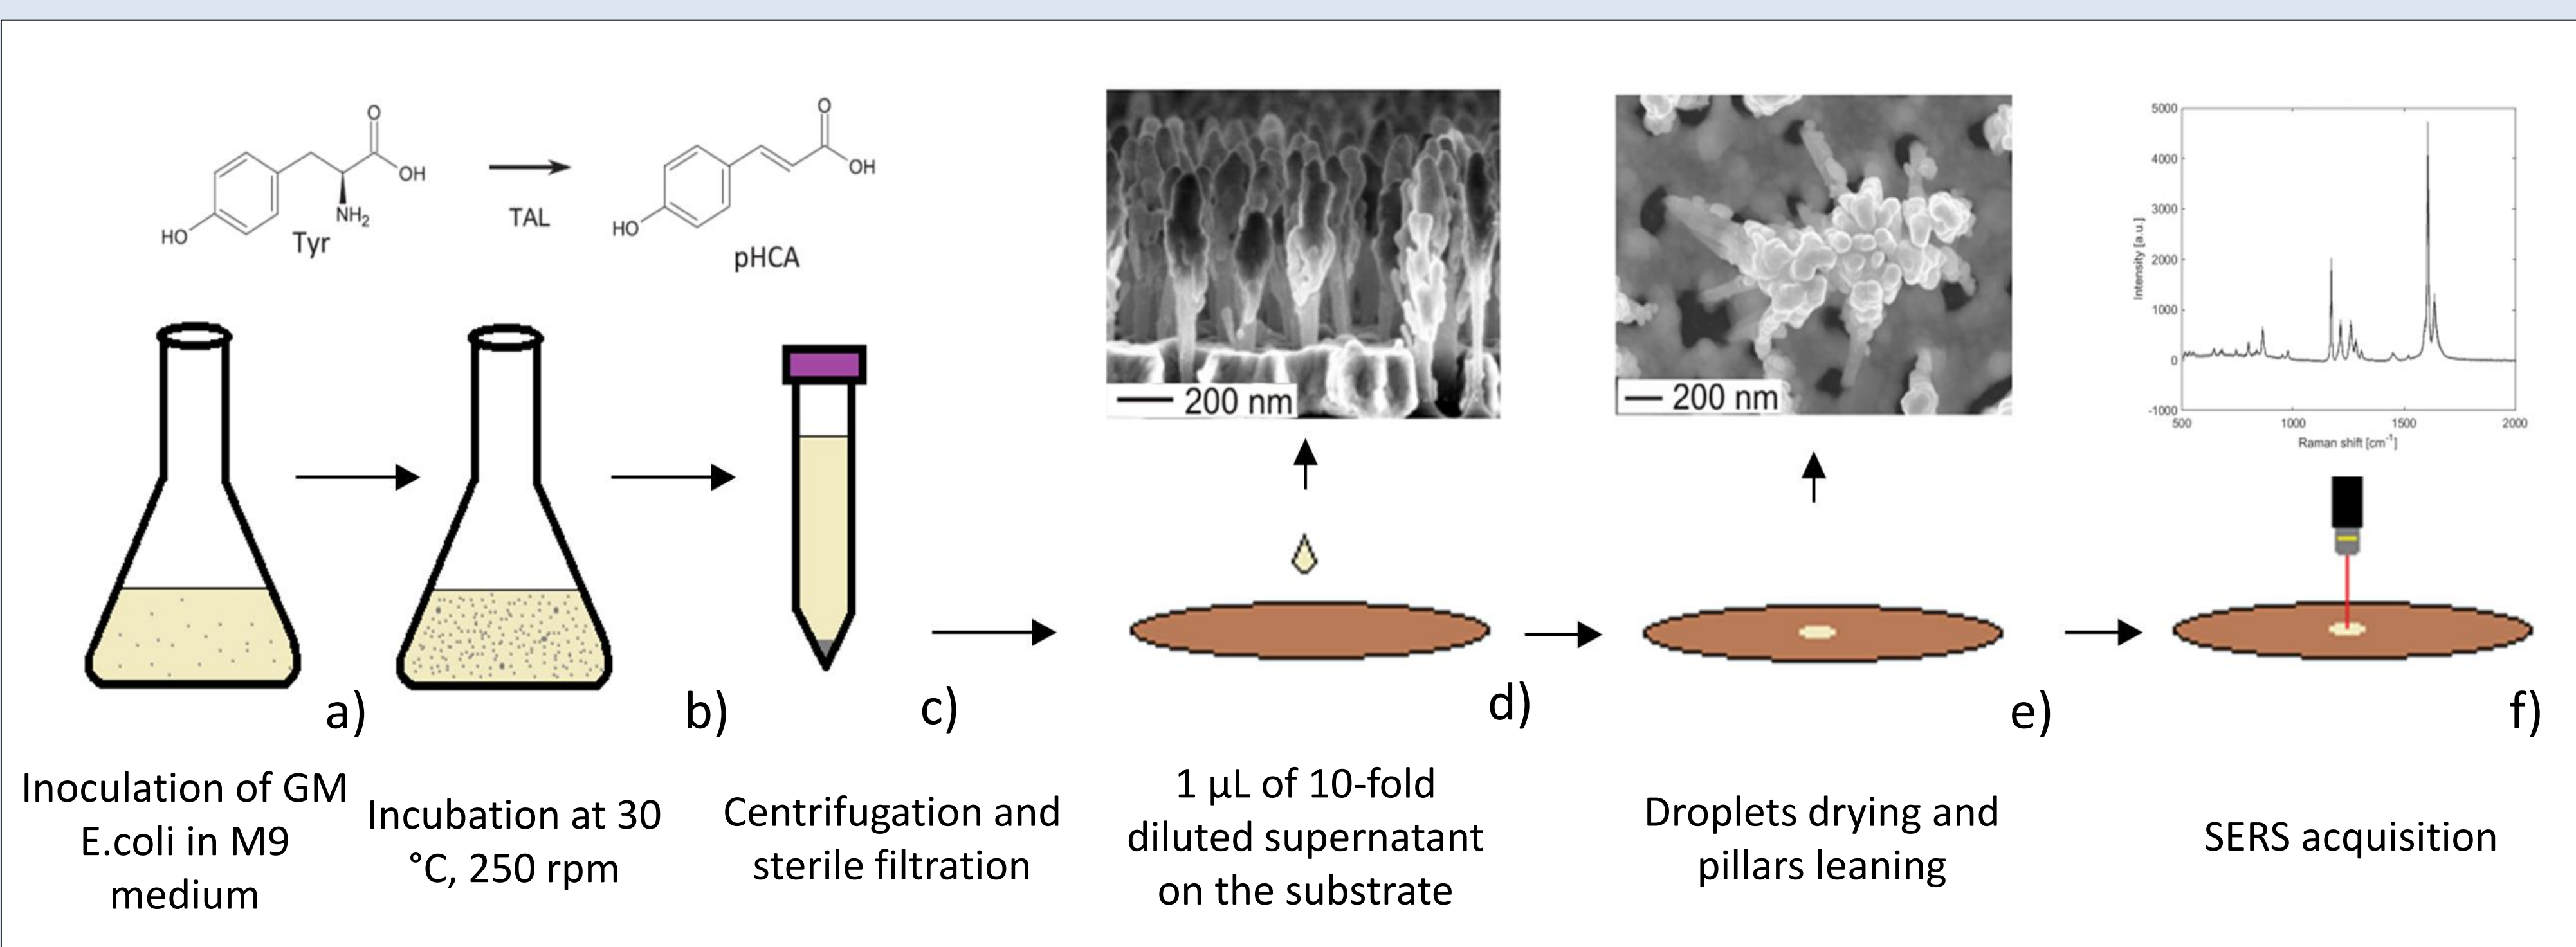 O
OH
NH2
HO
Tyr
TAL
O
OH
HO
pHCA
200 nm
200 nm
5000
4000
3000
2000
1000
0
-1000
500
1000
1500
2000
Intensity [a.u.]
Raman shift [cm-1]
a)
b)
c)
d)
e)
f)
Inoculation of GM
E.coli in M9
medium
Incubation at 30
°C, 250 rpm
Centrifugation and
sterile filtration
1 µL of 10-fold
diluted supernatant
on the substrate
Droplets drying and
pillars leaning
SERS acquisition